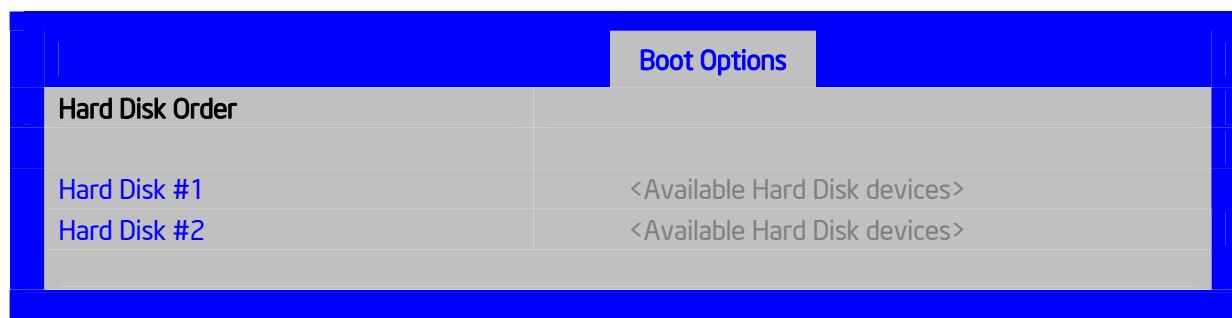 Boot Options
Hard Disk Order
Hard Disk #1 <Available Hard Disk devices>
Hard Disk #2 <Available Hard Disk devices>